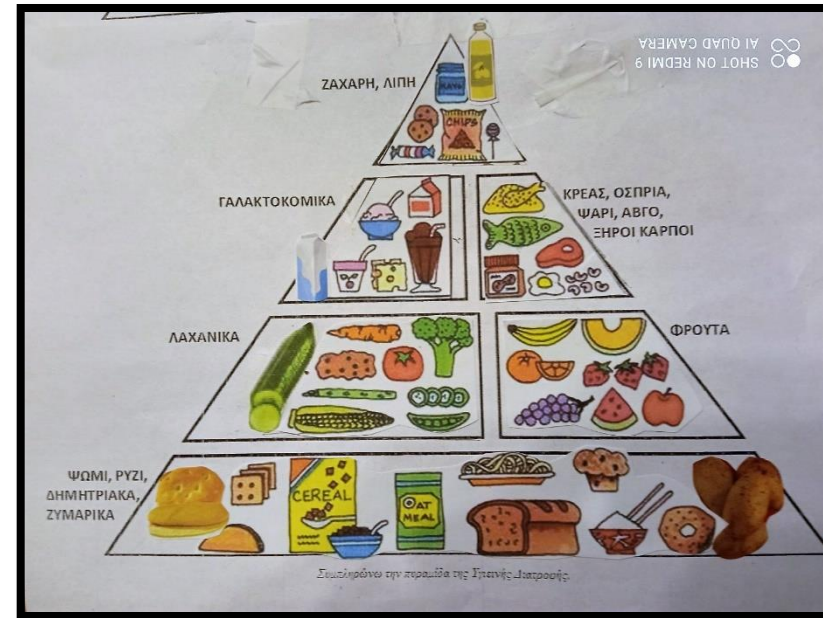 SHOT ON REDMI 9
AI QUAD CAMERA
ΖΑΧΑΡΗ, ΛΙΠΗ
CHIPS
ΓΑΛΑΚΤΟΚΟΜΙΚΑ
ΚΡΕΑΣ, ΟΣΠΡΙΑ,
ΨΑΡΙ, ΑΒΓΟ,
ΞΗΡΟΙ ΚΑΡΠΟΙ
ΛΑΧΑΝΙΚΑ
ΦΡΟΥΤΑ
ΨΩΜΙ, ΡΥΖΙ,
ΔΗΜΗΤΡΙΑΚΑ,
ΖΥΜΑΡΙΚΑ
CEREAL
OAT
MEAL
Συμπληρώνω την πυραμίδα της Υγιεινής Διατροφής.